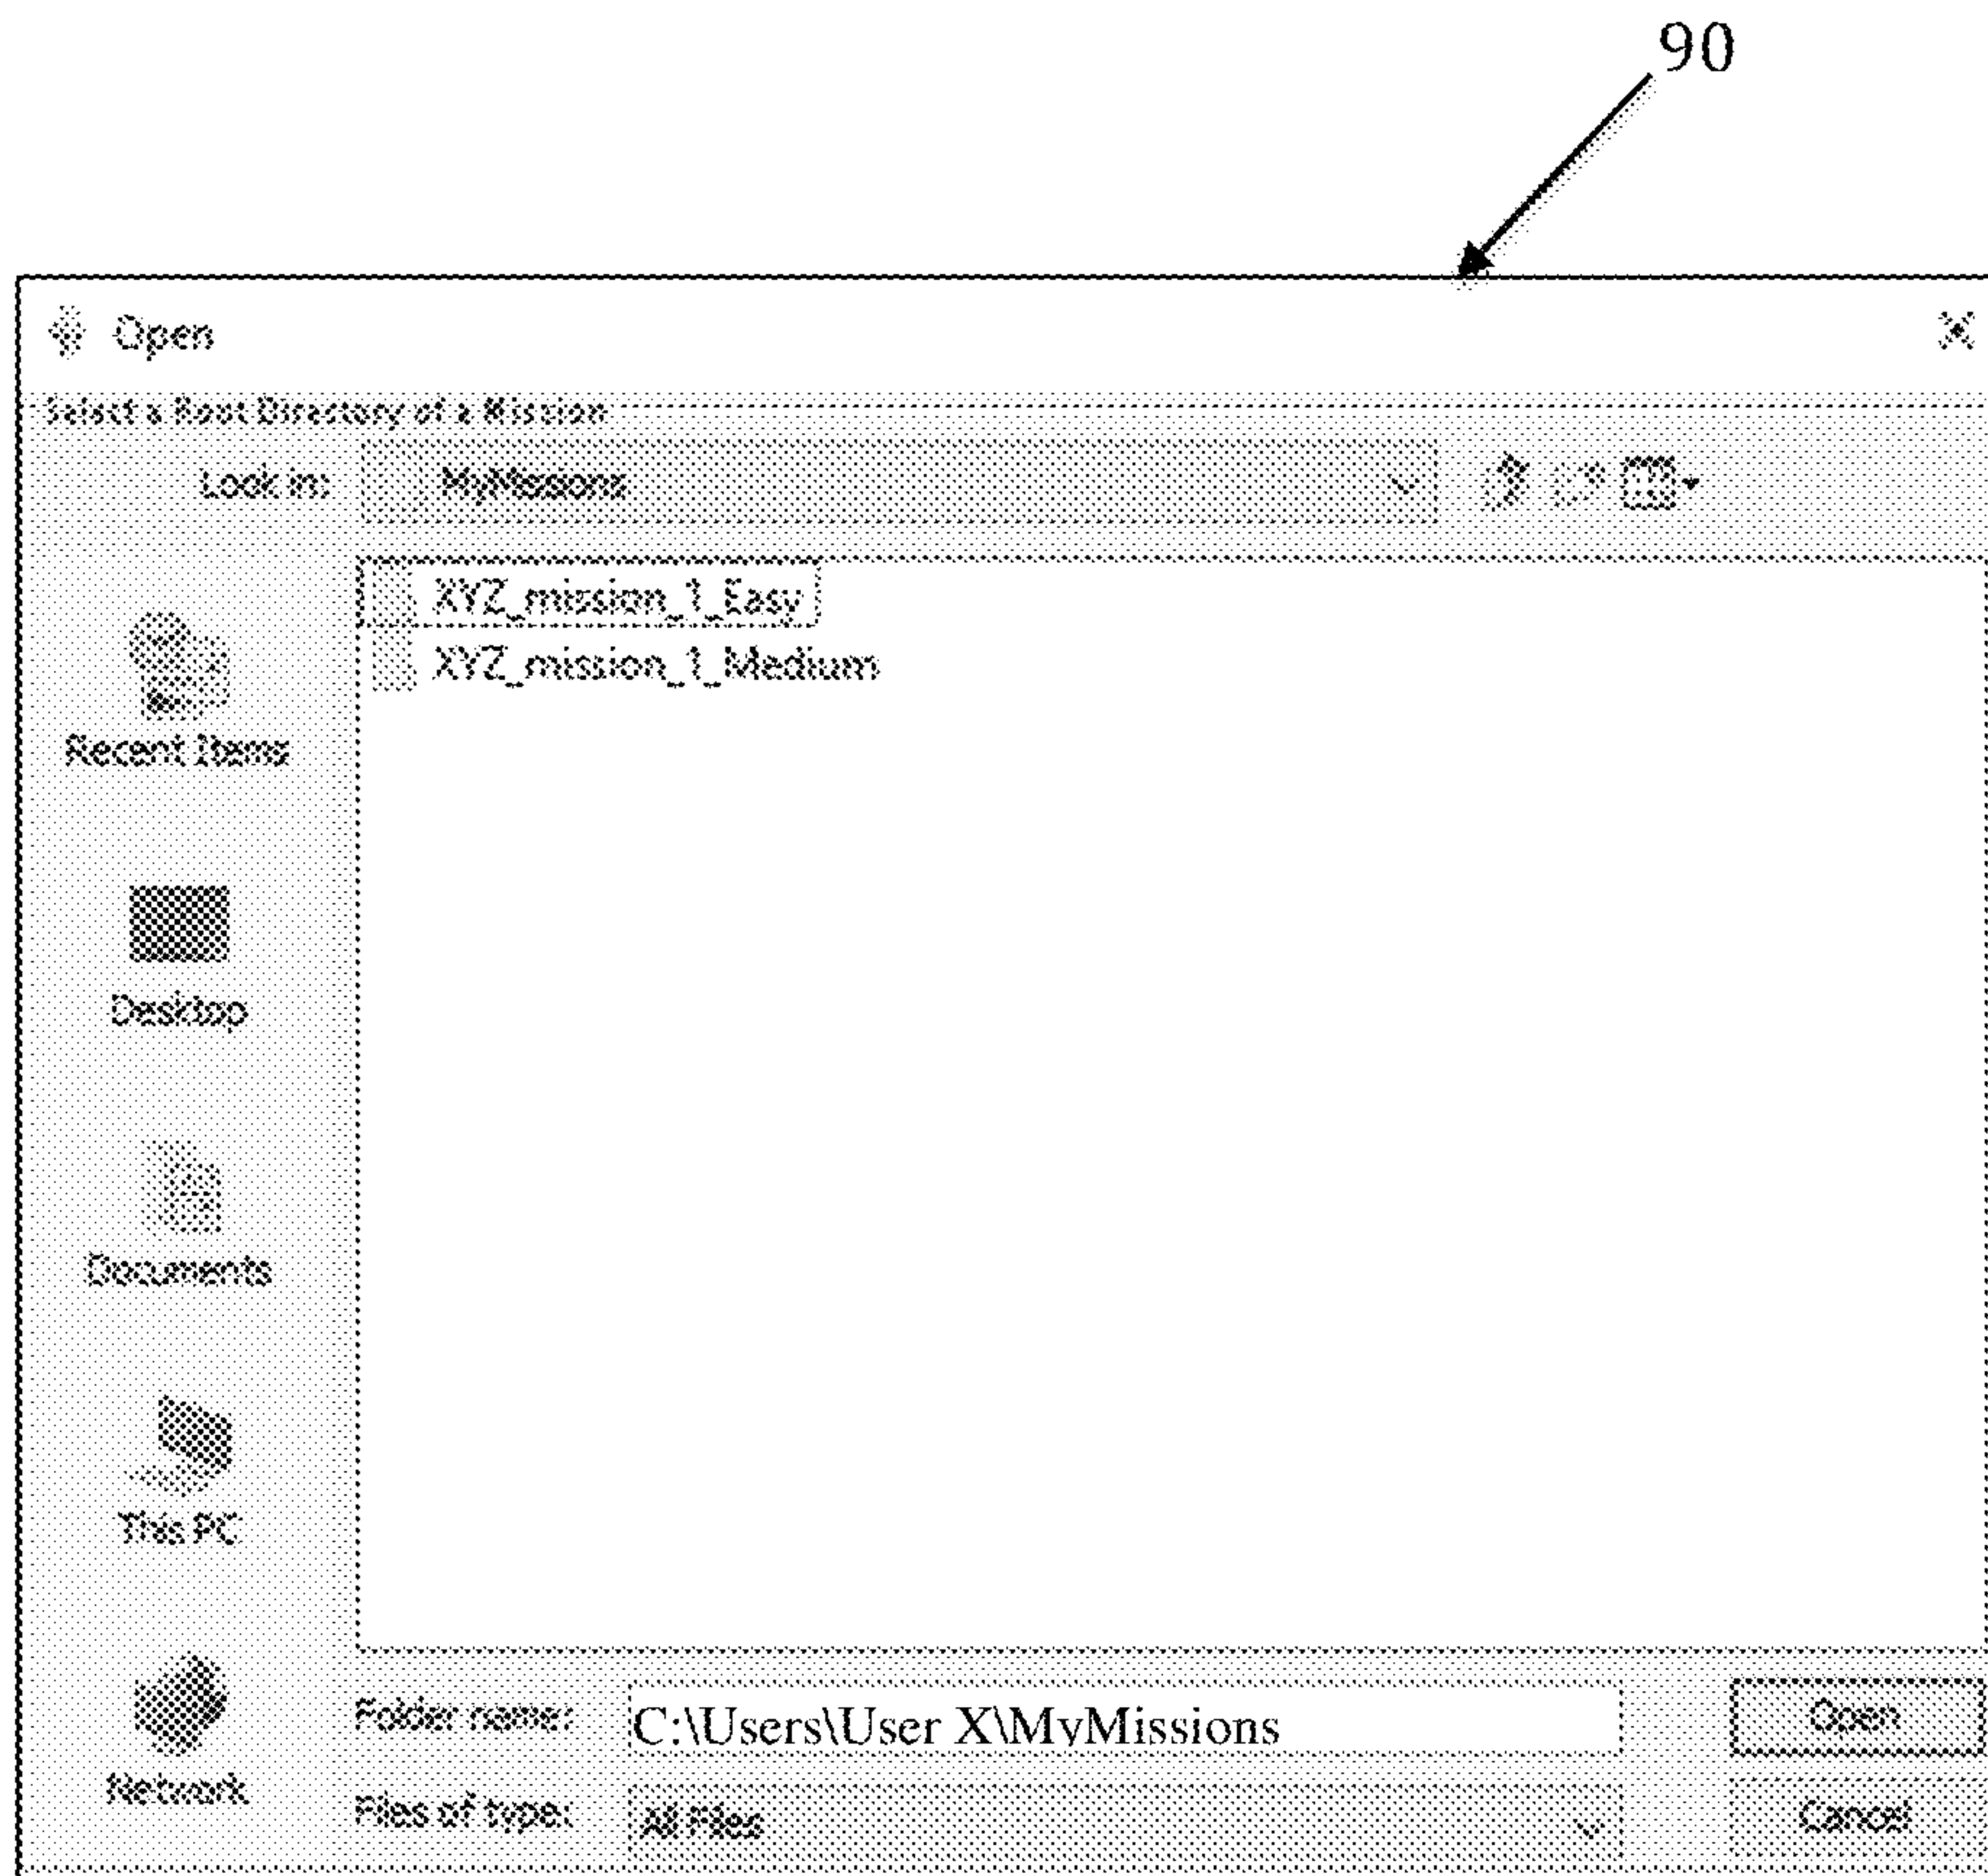 90
Open
Select a Root Directory of a Mission
Look in: MyMissions
XYZ_mission_1_Easy
XYZ_mission_1_Medium
Recent Items
Desktop
Documents
This PC
Network
Folder name: C:\Users\User X\MyMissions Open
Files of type: All Files Cancel